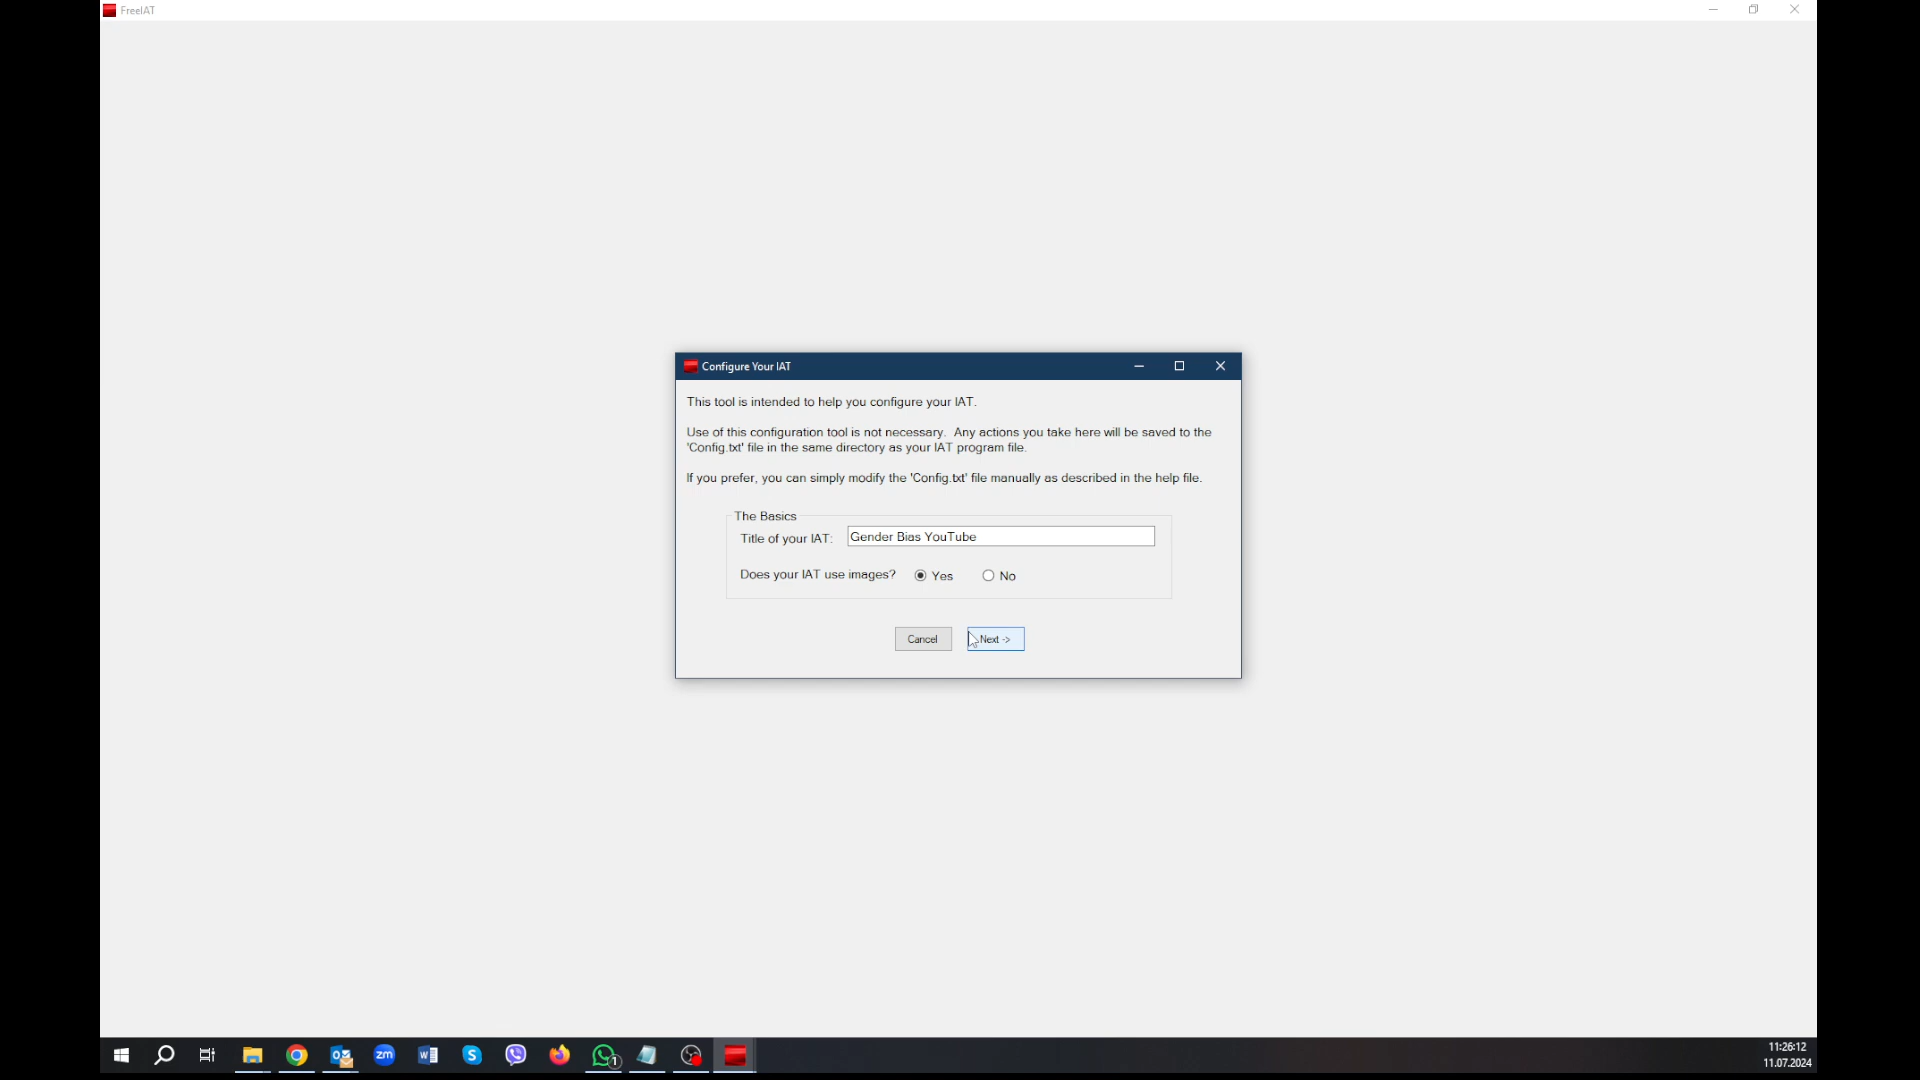 FreeIAT
Configure Your IAT
This tool is intended to help you configure your IAT.
Use of this configuration tool is not necessary. Any actions you take here will be saved to the
'Config.txt' file in the same directory as your IAT program file.
If you prefer, you can simply modify the 'Config.txt' file manually as described in the help file.
The Basics
Title of your IAT: Gender Bias YouTube
Does your IAT use images? Yes No
Cancel Next ->
zm
1
11:26:12
11.07.2024